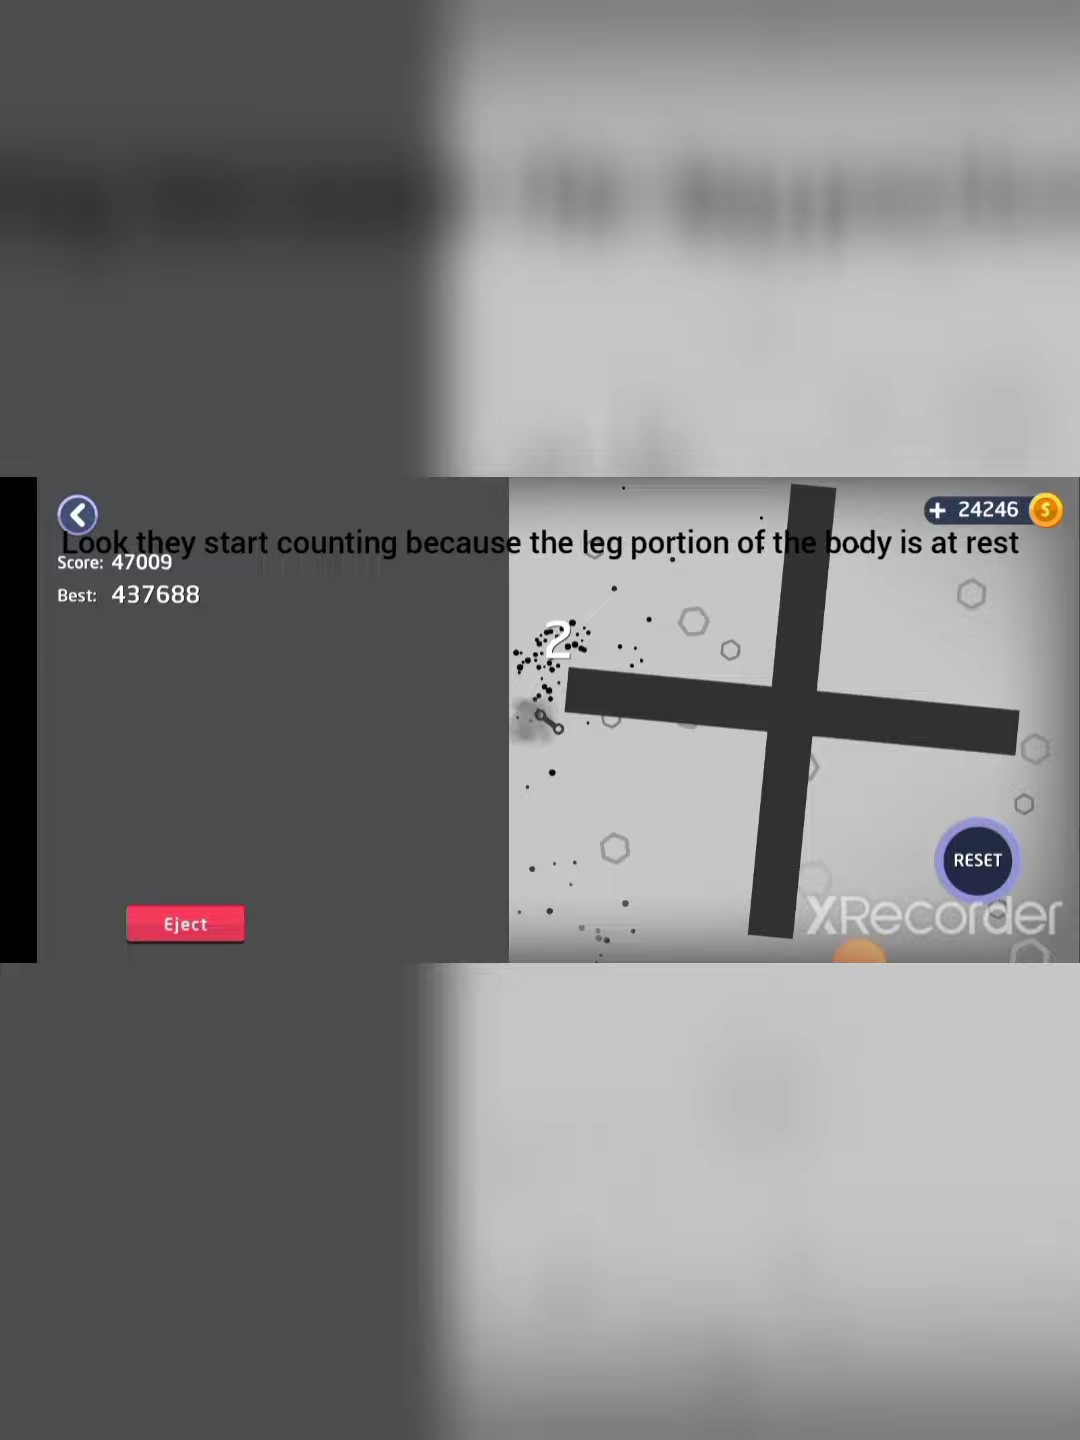 + 24246 S
Look they start counting because the leg portion of the body is at rest
Score: 47009
Best: 437688
2
RESET
XRecorder
Eject